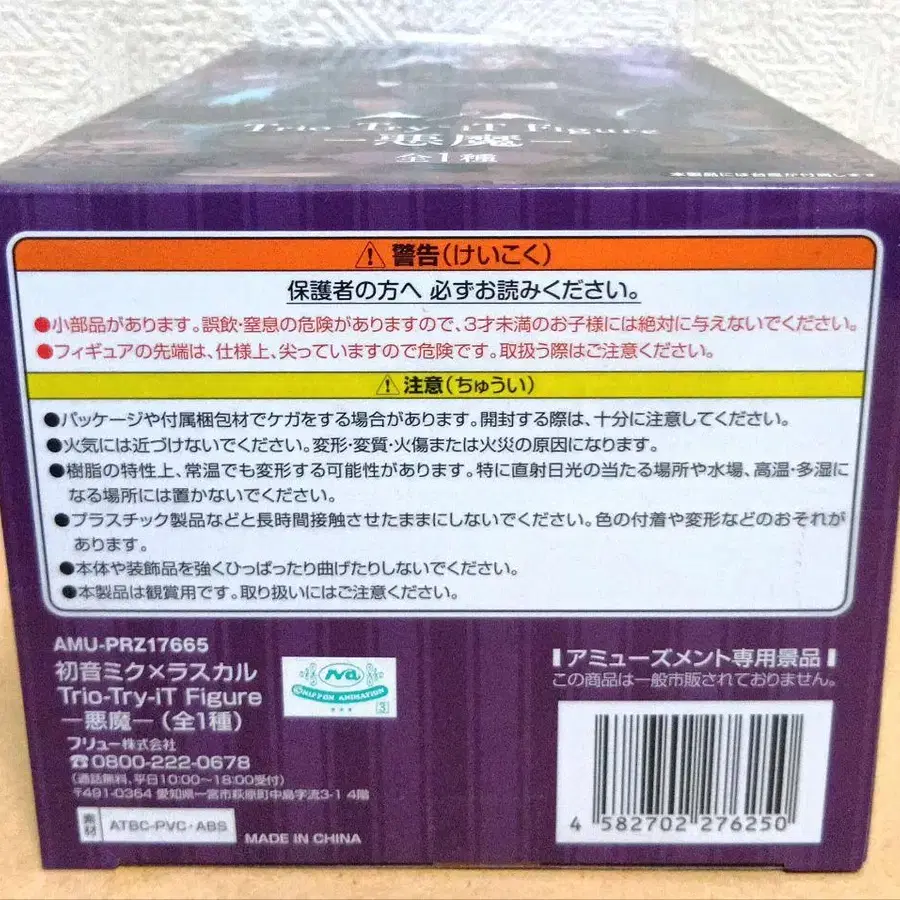 Trio-Try-iT Figure
―悪魔―
全1種
本製品には台座が付属します
⚠ 警告(けいこく)
保護者の方へ 必ずお読みください。
●小部品があります。誤飲・窒息の危険がありますので、3才未満のお子様には絶対に与えないでください。
●フィギュアの先端は、仕様上、尖っていますので危険です。取扱う際はご注意ください。
⚠ 注意(ちゅうい)
●パッケージや付属梱包材でケガをする場合があります。開封する際は、十分に注意してください。
●火気には近づけないでください。変形・変質・火傷または火災の原因になります。
●樹脂の特性上、常温でも変形する可能性があります。特に直射日光の当たる場所や水場、高温・多湿に
なる場所には置かないでください。
●プラスチック製品などと長時間接触させたままにしないでください。色の付着や変形などのおそれが
あります。
●本体や装飾品を強くひっぱったり曲げたりしないでください。
●本製品は観賞用です。取り扱いにはご注意ください。
AMU-PRZ17665
初音ミク×ラスカル
Trio-Try-iT Figure
―悪魔―(全1種)
フリュー株式会社
☎0800-222-0678
(通話無料、平日10:00~18:00受付)
〒491-0364 愛知県一宮市萩原町中島字流3-1 4階
素材 ATBC-PVC・ABS
MADE IN CHINA
Na
©NIPPON ANIMATION
3
アミューズメント専用景品
この商品は一般市販されておりません。
4 582702 276250